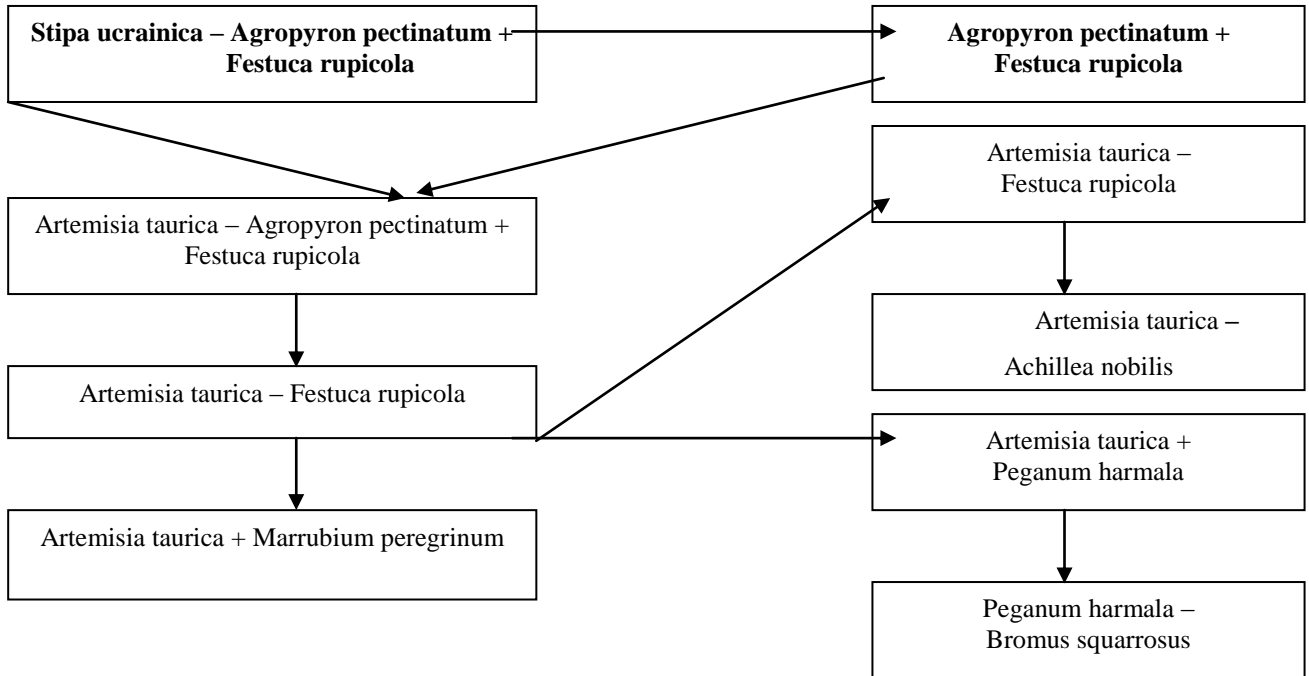 Stipa ucrainica – Agropyron pectinatum +
Festuca rupicola
Agropyron pectinatum +
Festuca rupicola
Artemisia taurica –
Festuca rupicola
Artemisia taurica – Agropyron pectinatum +
Festuca rupicola
Artemisia taurica –
Achillea nobilis
Artemisia taurica – Festuca rupicola
Artemisia taurica +
Peganum harmala
Artemisia taurica + Marrubium peregrinum
Peganum harmala –
Bromus squarrosus